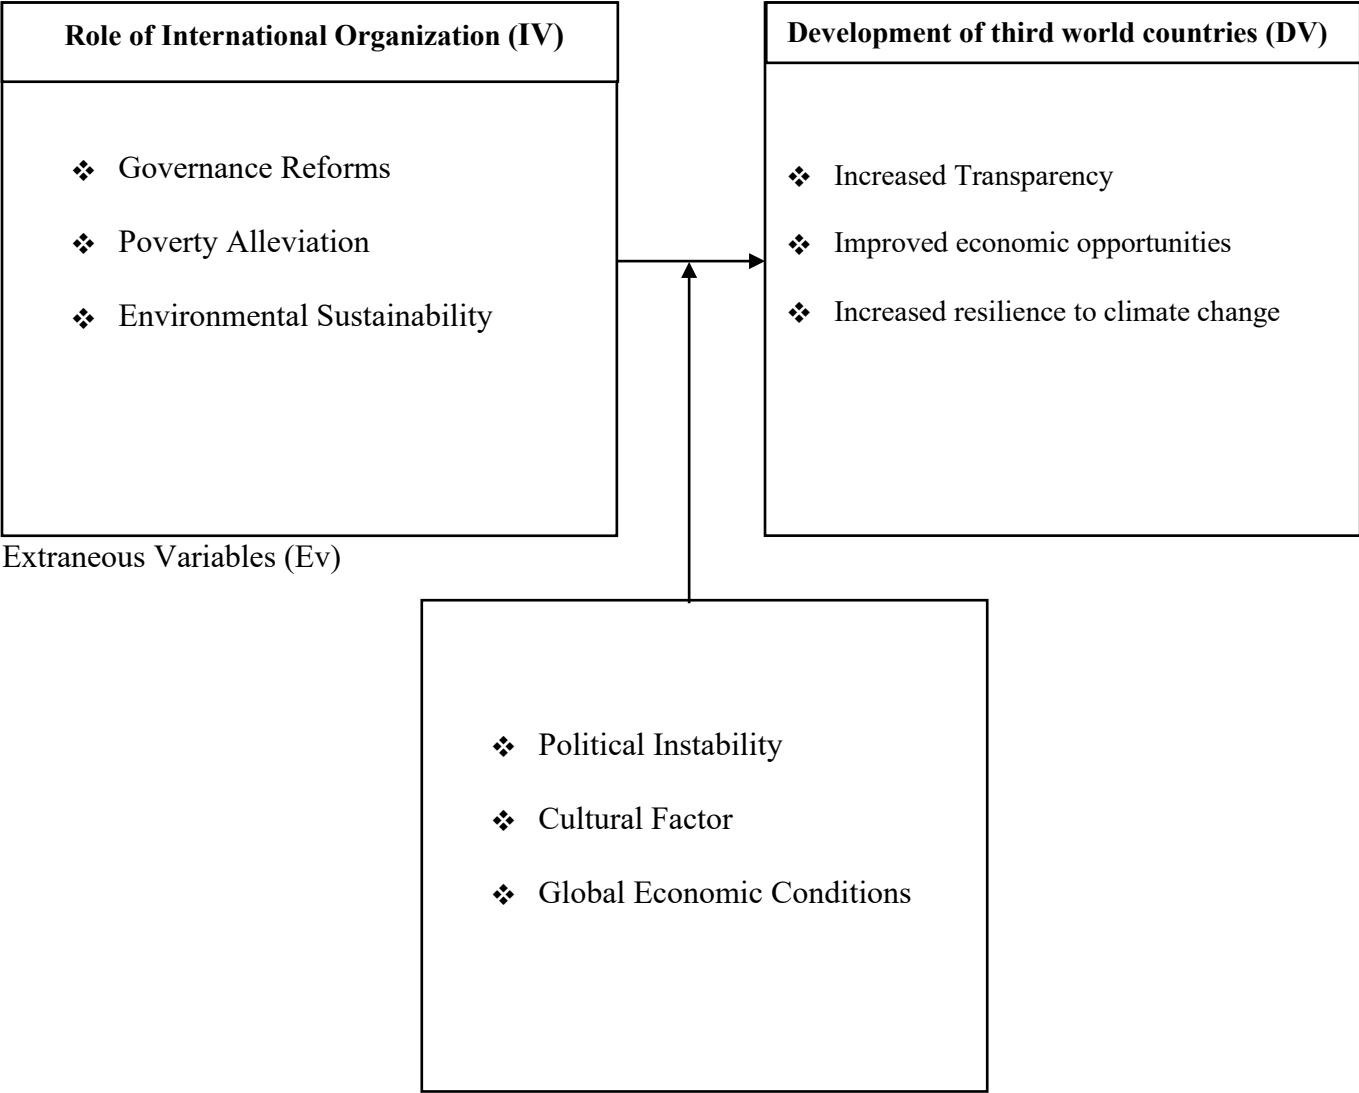 Role of International Organization (IV)
❖ Governance Reforms
❖ Poverty Alleviation
❖ Environmental Sustainability
Development of third world countries (DV)
❖ Increased Transparency
❖ Improved economic opportunities
❖ Increased resilience to climate change
Extraneous Variables (Ev)
❖ Political Instability
❖ Cultural Factor
❖ Global Economic Conditions